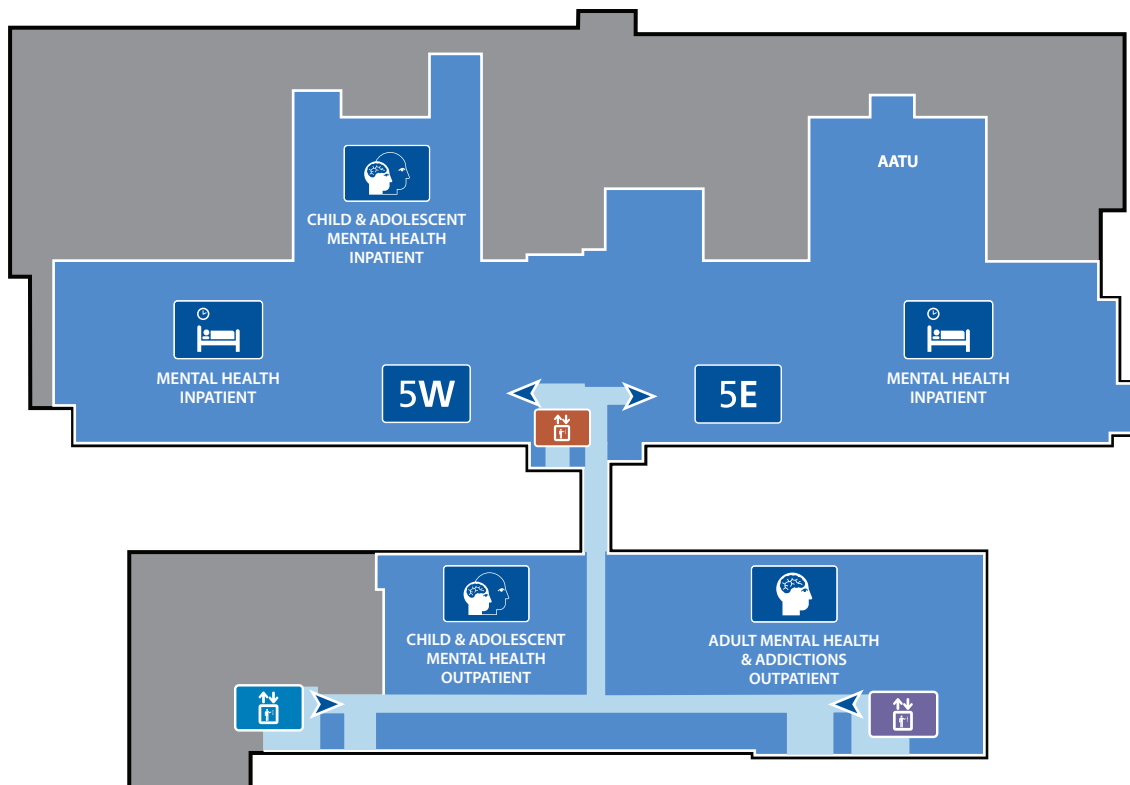 AATU
CHILD & ADOLESCENT
MENTAL HEALTH
INPATIENT
MENTAL HEALTH
INPATIENT
5W
5E
MENTAL HEALTH
INPATIENT
CHILD & ADOLESCENT
MENTAL HEALTH
OUTPATIENT
ADULT MENTAL HEALTH
& ADDICTIONS
OUTPATIENT